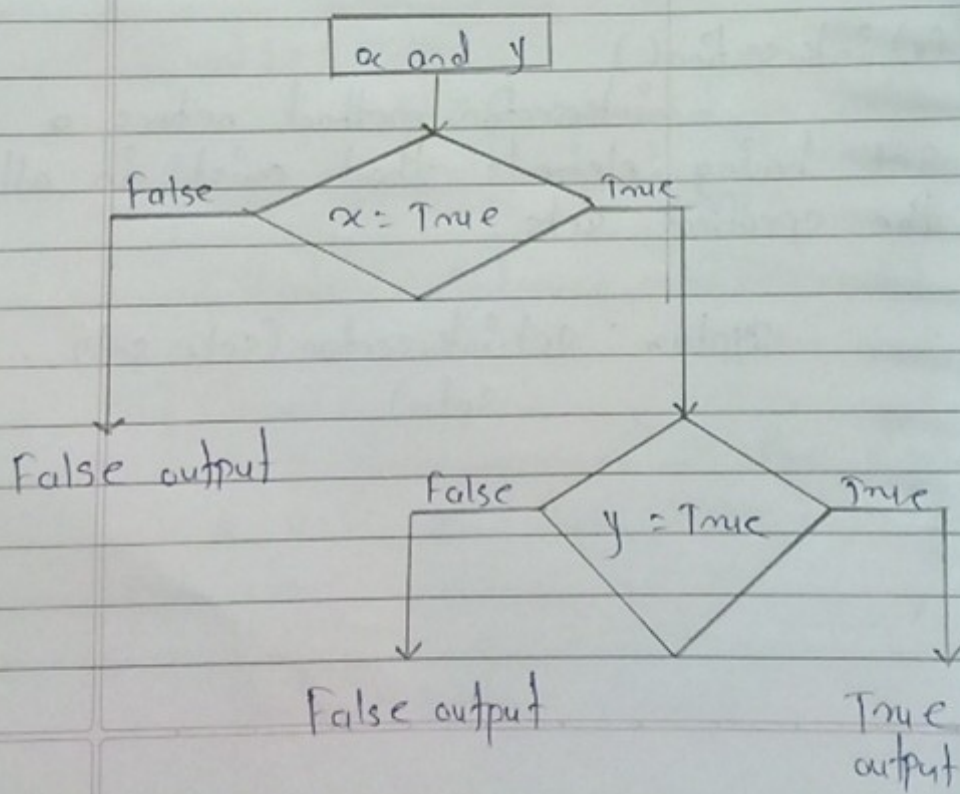 x and y
False
True
x = True
False output
False
True
y = True
False output
True
output